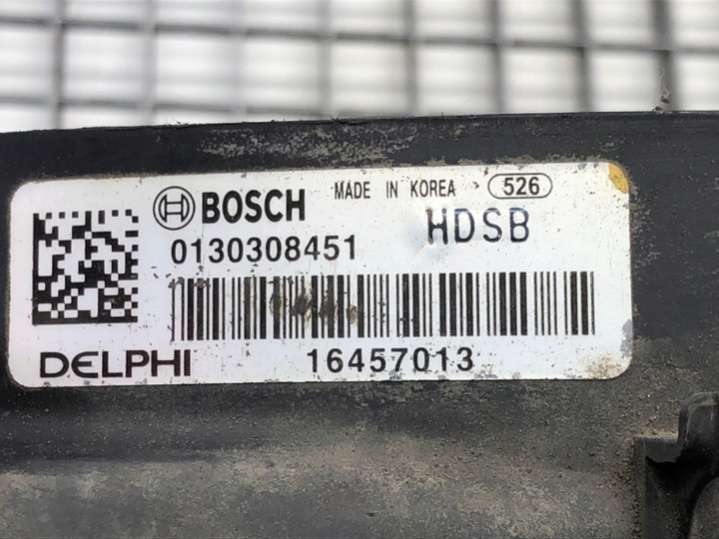 BOSCH MADE IN KOREA 526
0130308451 HDSB
DELPHI 16457013